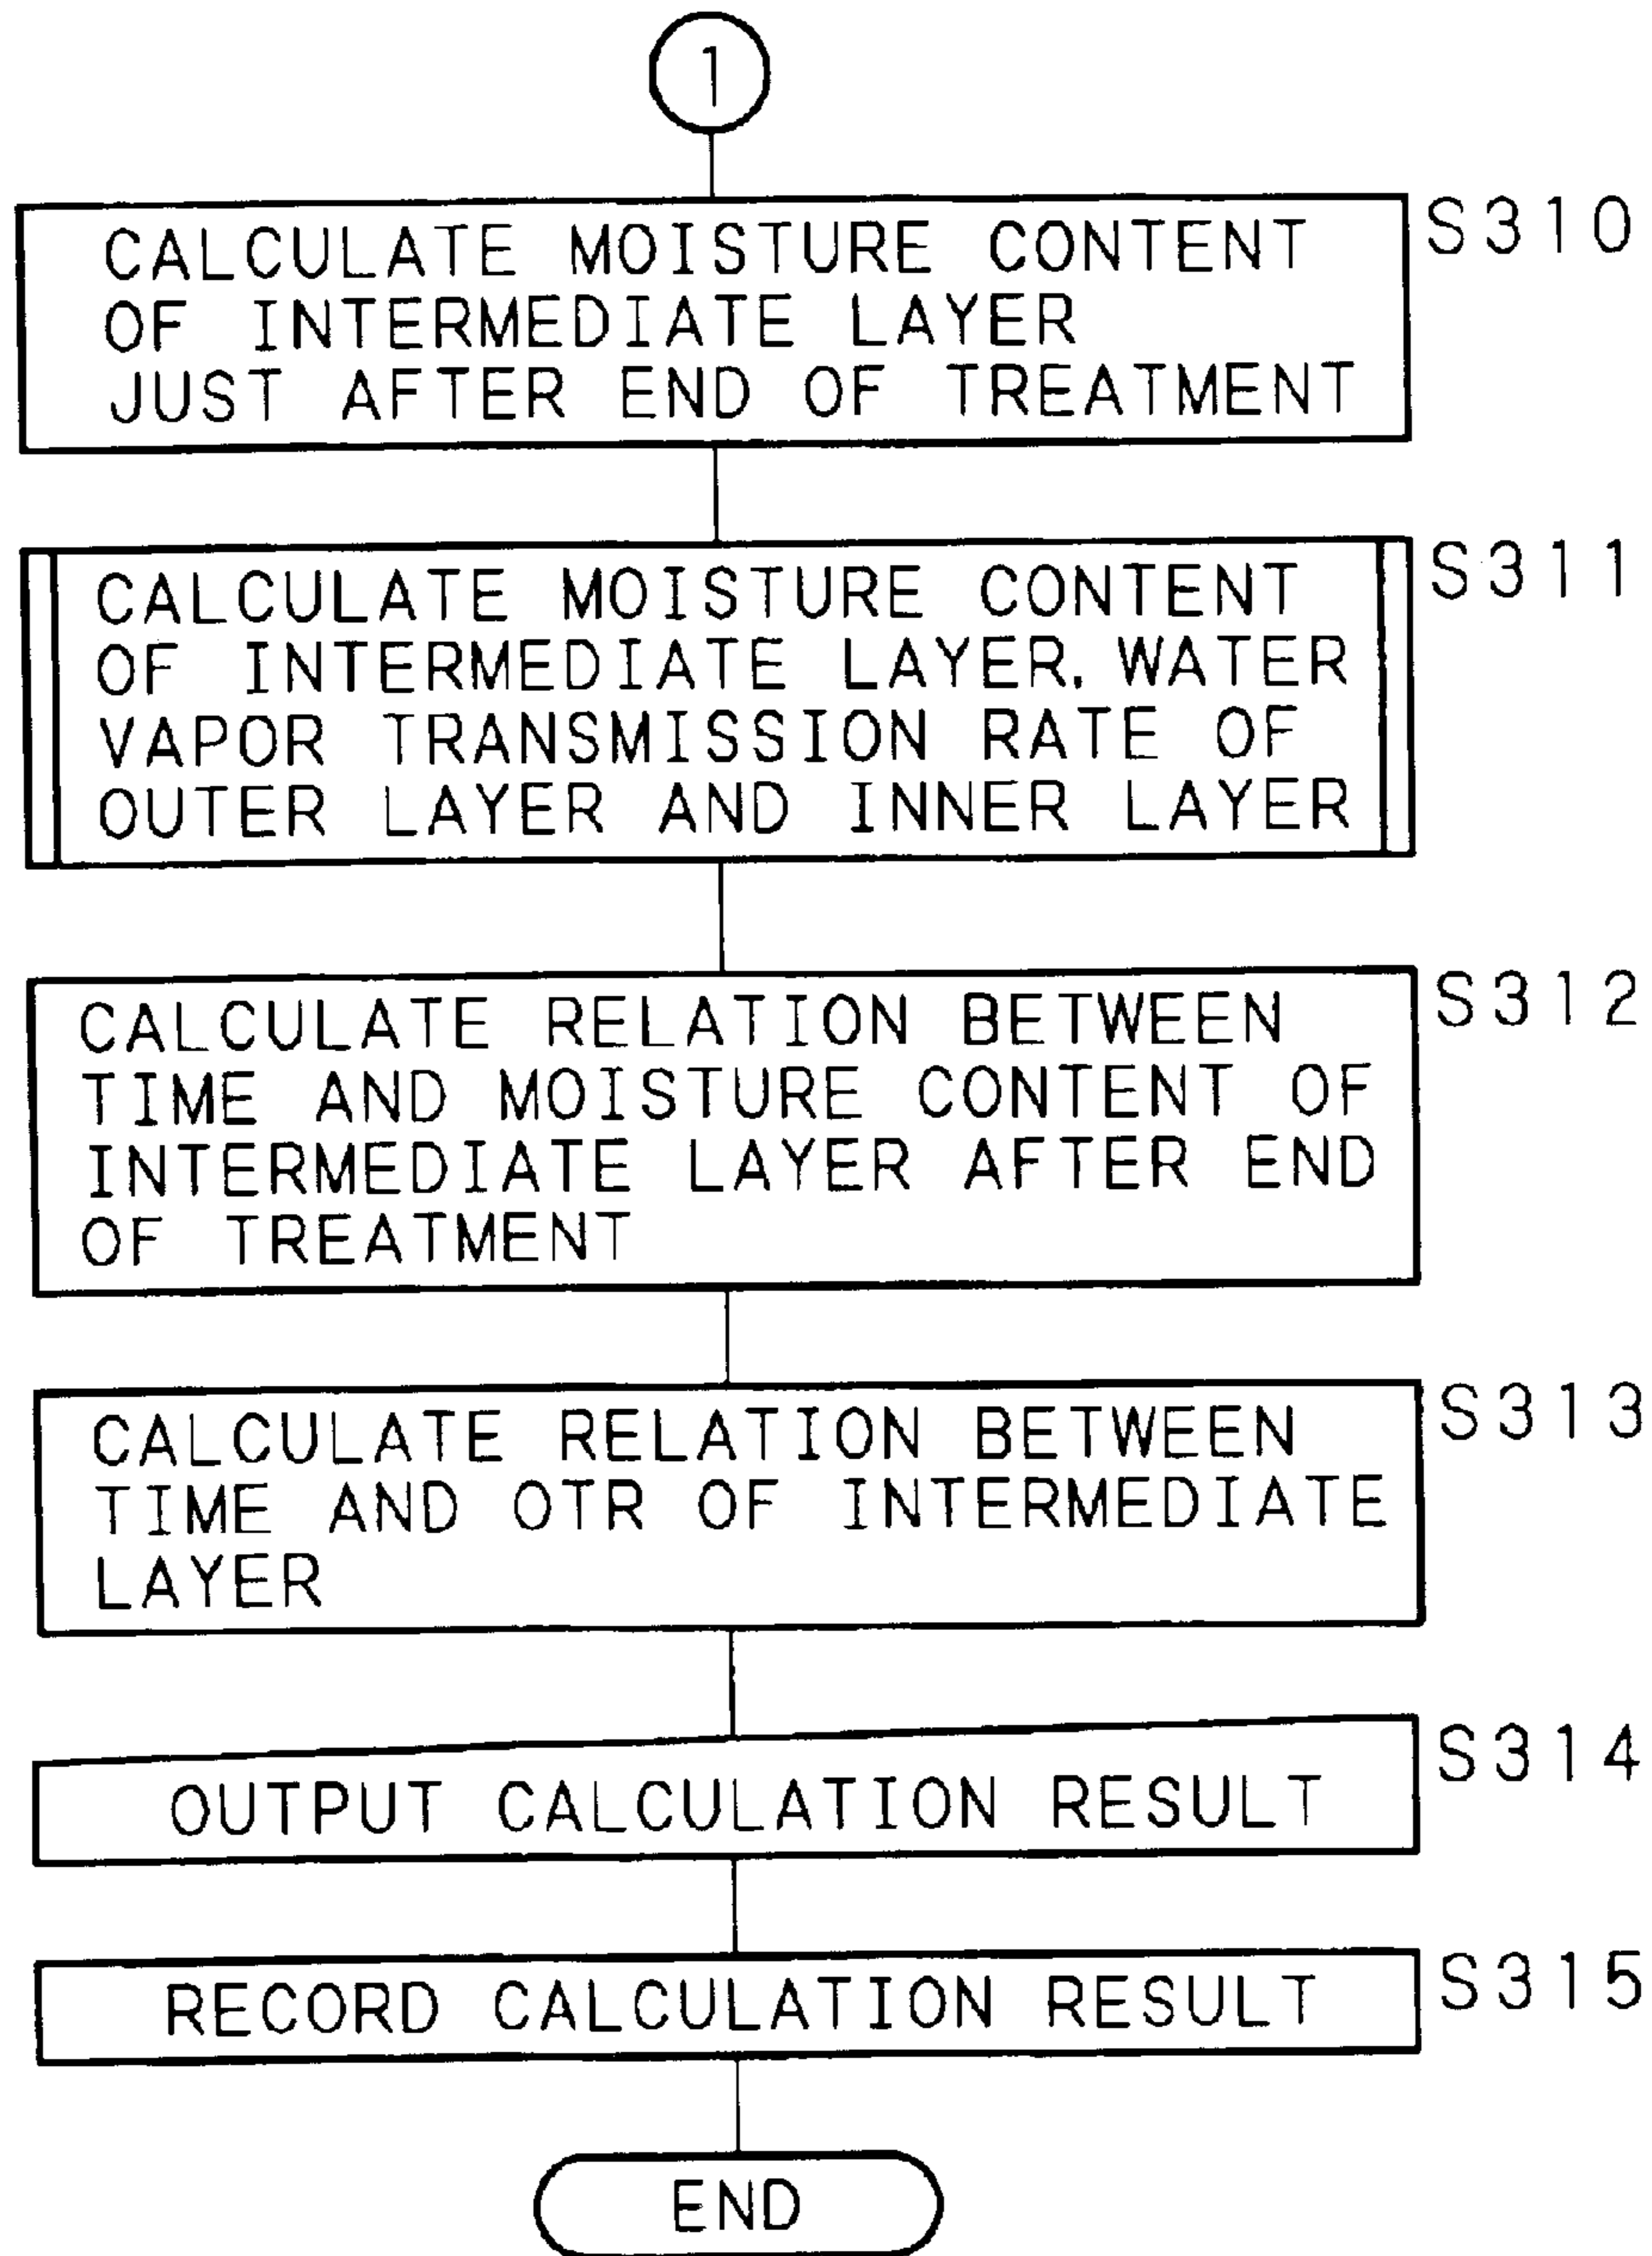 1
CALCULATE MOISTURE CONTENT
OF INTERMEDIATE LAYER
JUST AFTER END OF TREATMENT
S310
CALCULATE MOISTURE CONTENT
OF INTERMEDIATE LAYER, WATER
VAPOR TRANSMISSION RATE OF
OUTER LAYER AND INNER LAYER
S311
CALCULATE RELATION BETWEEN
TIME AND MOISTURE CONTENT OF
INTERMEDIATE LAYER AFTER END
OF TREATMENT
S312
CALCULATE RELATION BETWEEN
TIME AND OTR OF INTERMEDIATE
LAYER
S313
OUTPUT CALCULATION RESULT
S314
RECORD CALCULATION RESULT
S315
END